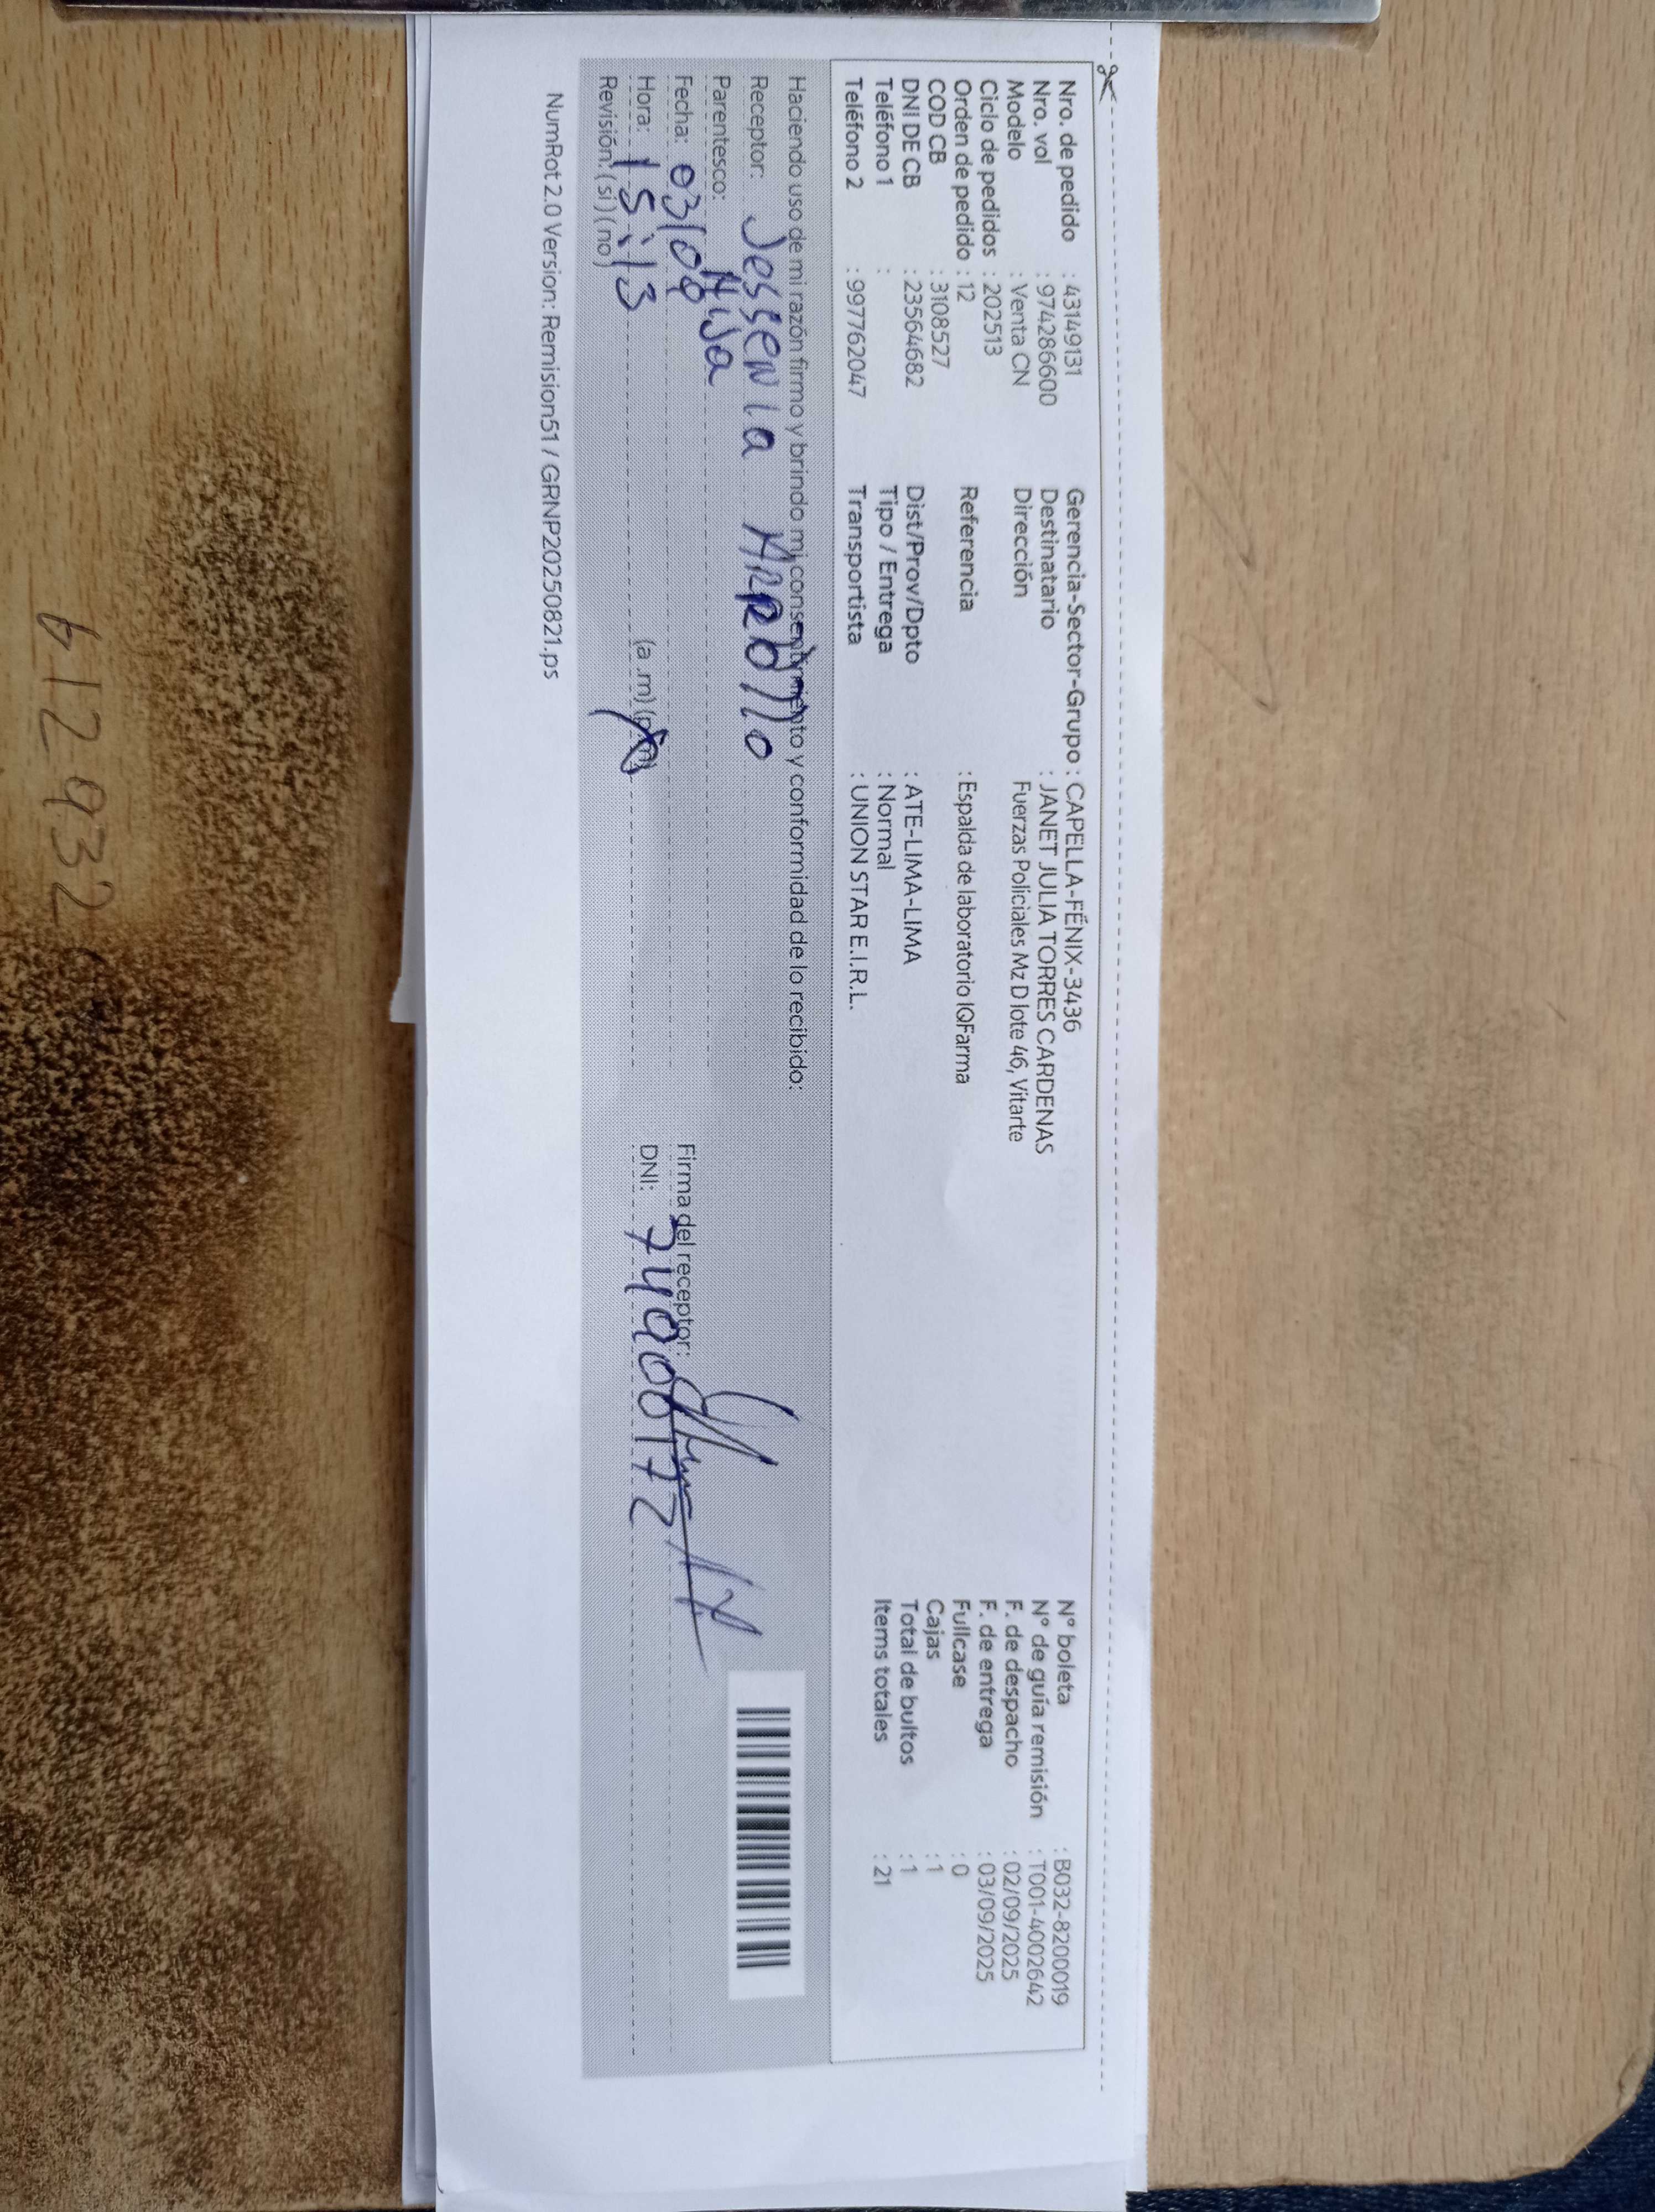 Nro. de pedido : 43149131
Nro. vol : 974286600
Modelo : Venta CN
Ciclo de pedidos : 202513
Orden de pedido : 12
COD CB : 3108527
DNI DE CB : 23564682
Teléfono 1 :
Teléfono 2 : 997762047
Gerencia-Sector-Grupo : CAPELLA-FÉNIX-3436
Destinatario : JANET JULIA TORRES CARDENAS
Dirección Fuerzas Policiales Mz D lote 46, Vitarte
Referencia : Espalda de laboratorio IQFarma
Dist/Prov/Dpto : ATE-LIMA-LIMA
Tipo / Entrega : Normal
Transportista : UNION STAR E.I.R.L.
N° boleta : B032-8200019
N° de guía remisión : T001-4002642
F. de despacho : 02/09/2025
F. de entrega : 03/09/2025
Fullcase : 0
Cajas : 1
Total de bultos : 1
Items totales : 21
Haciendo uso de mi razón firmo y brindo mi consentimiento y conformidad de lo recibido:
Receptor: Jessenia
Parentesco: Hija
Fecha: 03/09
Hora: 15:13 (a .m) (p.m)
Revisión: ( si ) ( no )
Firma del receptor:
DNI:
NumRot 2.0 Version: Remision51 / GRNP20250821.ps
612932